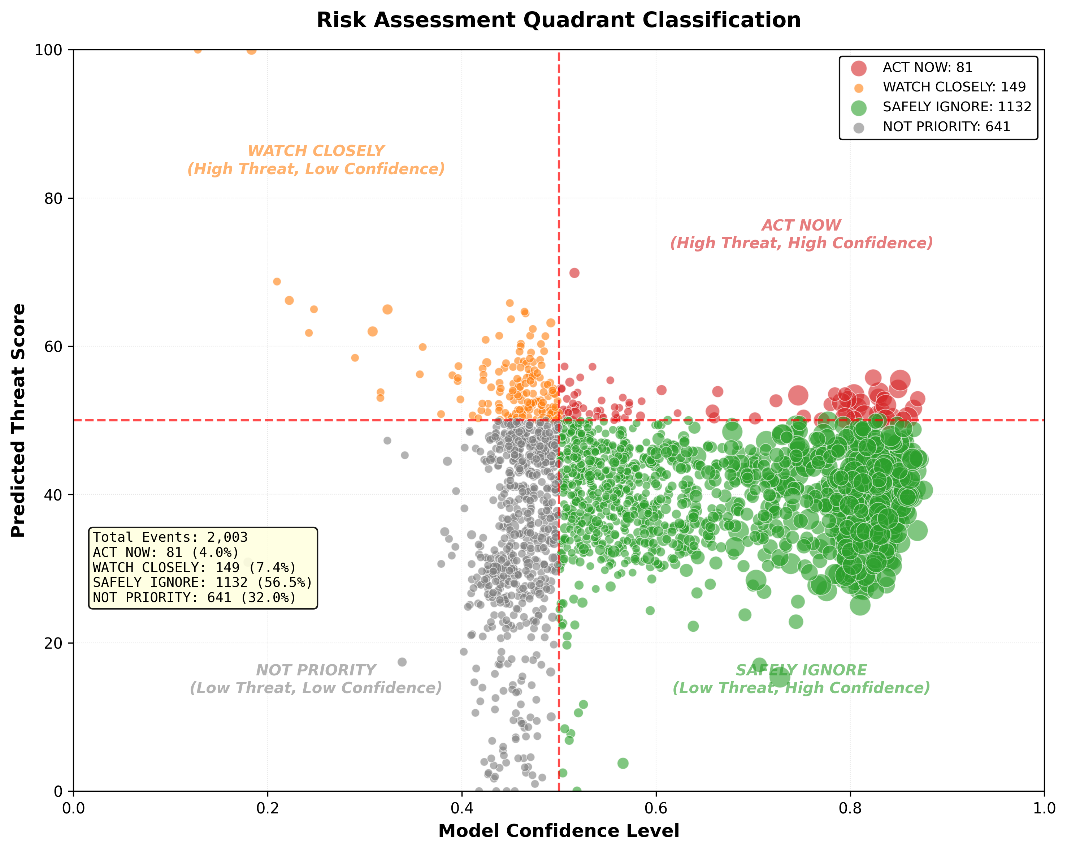 Risk Assessment Quadrant Classification
100
80
60
40
20
0
Predicted Threat Score
WATCH CLOSELY
(High Threat, Low Confidence)
ACT NOW: 81
WATCH CLOSELY: 149
SAFELY IGNORE: 1132
NOT PRIORITY: 641
ACT NOW
(High Threat, High Confidence)
Total Events: 2,003
ACT NOW: 81 (4.0%)
WATCH CLOSELY: 149 (7.4%)
SAFELY IGNORE: 1132 (56.5%)
NOT PRIORITY: 641 (32.0%)
NOT PRIORITY
(Low Threat, Low Confidence)
SAFELY IGNORE
(Low Threat, High Confidence)
0.0 0.2 0.4 0.6 0.8 1.0
Model Confidence Level